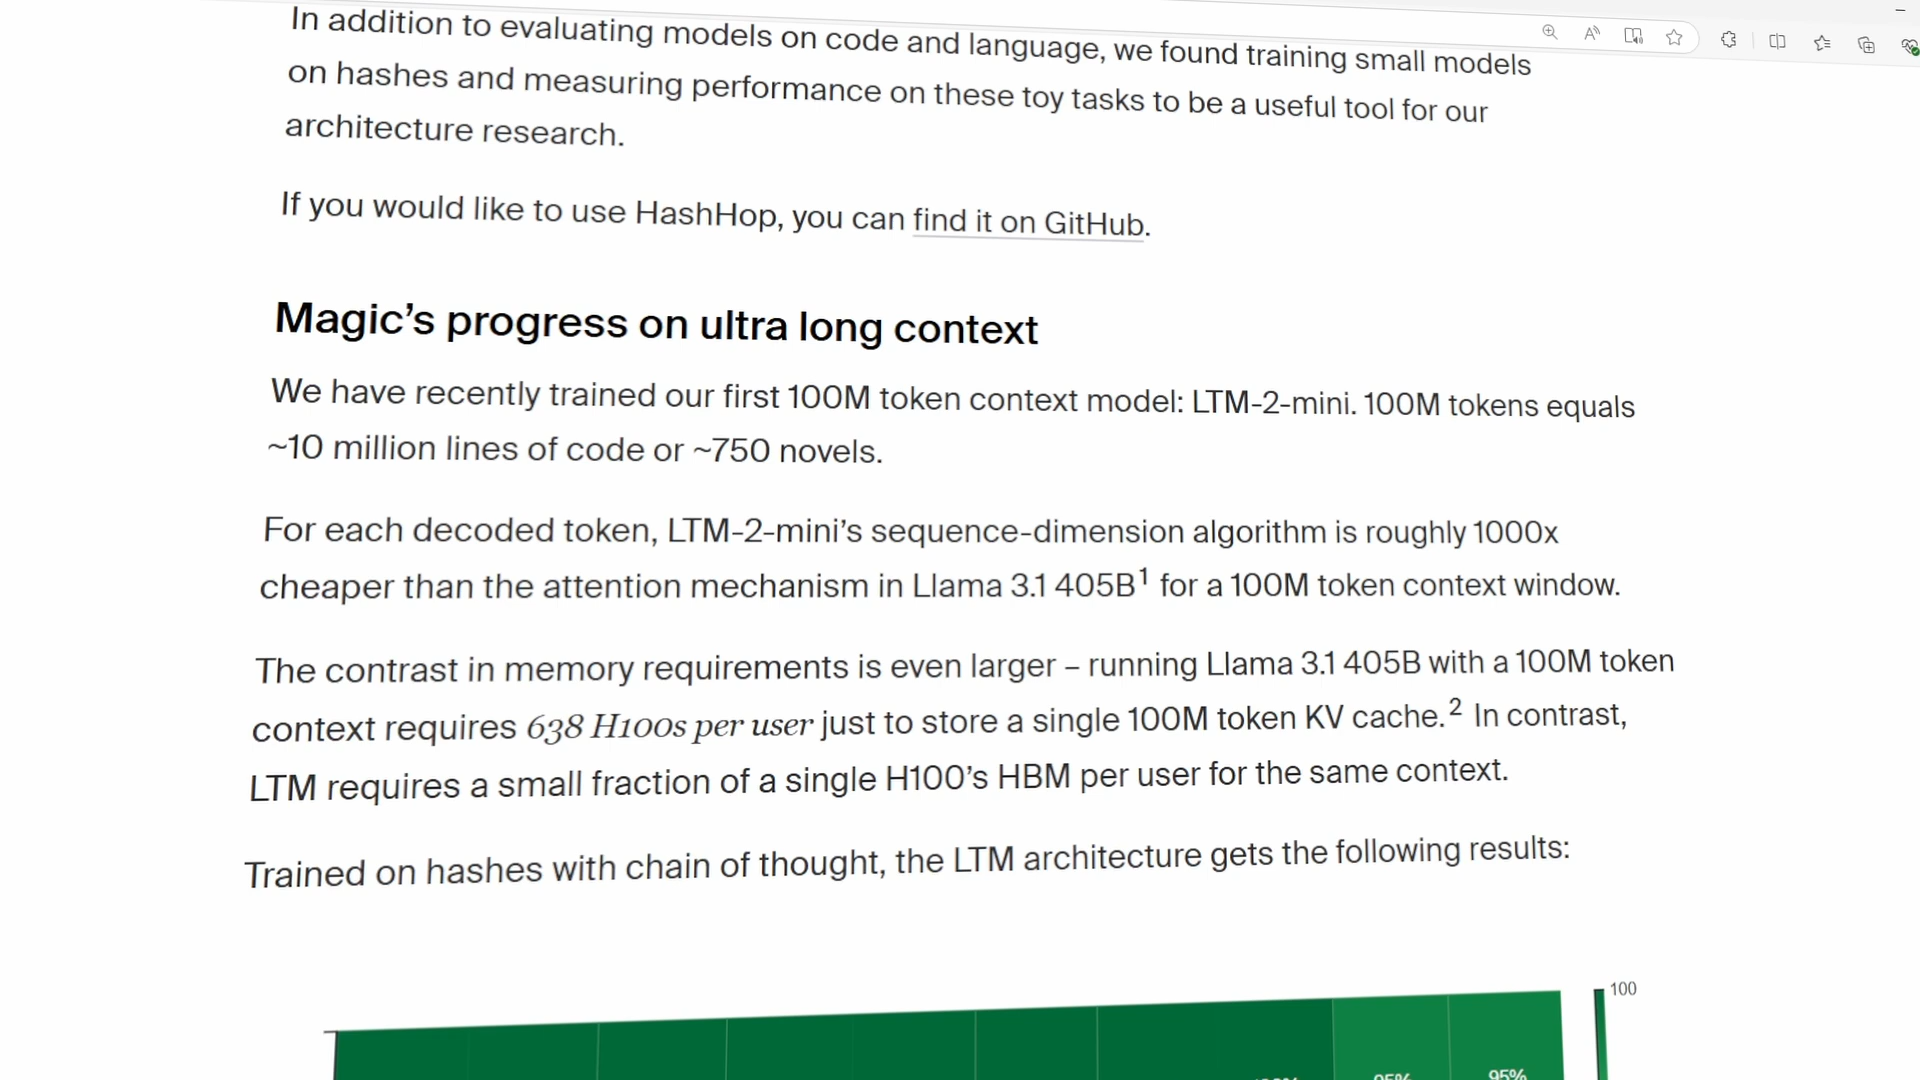 In addition to evaluating models on code and language, we found training small models
on hashes and measuring performance on these toy tasks to be a useful tool for our
architecture research.
If you would like to use HashHop, you can find it on GitHub.
Magic’s progress on ultra long context
We have recently trained our first 100M token context model: LTM-2-mini. 100M tokens equals
~10 million lines of code or ~750 novels.
For each decoded token, LTM-2-mini’s sequence-dimension algorithm is roughly 1000x
cheaper than the attention mechanism in Llama 3.1 405B1 for a 100M token context window.
The contrast in memory requirements is even larger – running Llama 3.1 405B with a 100M token
context requires 638 H100s per user just to store a single 100M token KV cache.2 In contrast,
LTM requires a small fraction of a single H100’s HBM per user for the same context.
Trained on hashes with chain of thought, the LTM architecture gets the following results:
100
95% 95%